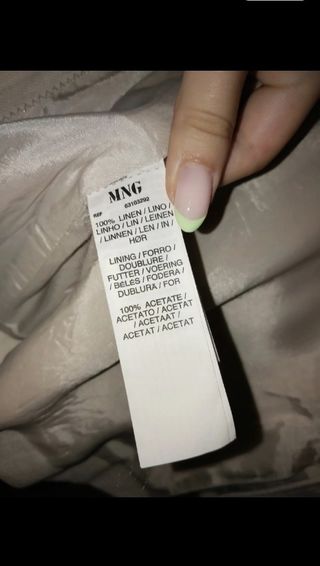 MNG
REF 63103292
100% LINEN / LINO /
LINHO / LIN / LEINEN
/ LINNEN / LEN / IN /
HØR
LINING / FORRO /
DOUBLURE /
FUTTER / VOERING
/ BÉLÉS / FODERA /
DUBLURA / FOR
100% ACETATE /
ACETATO / ACETAT
/ ACETAAT /
ACETAT / ACETAT